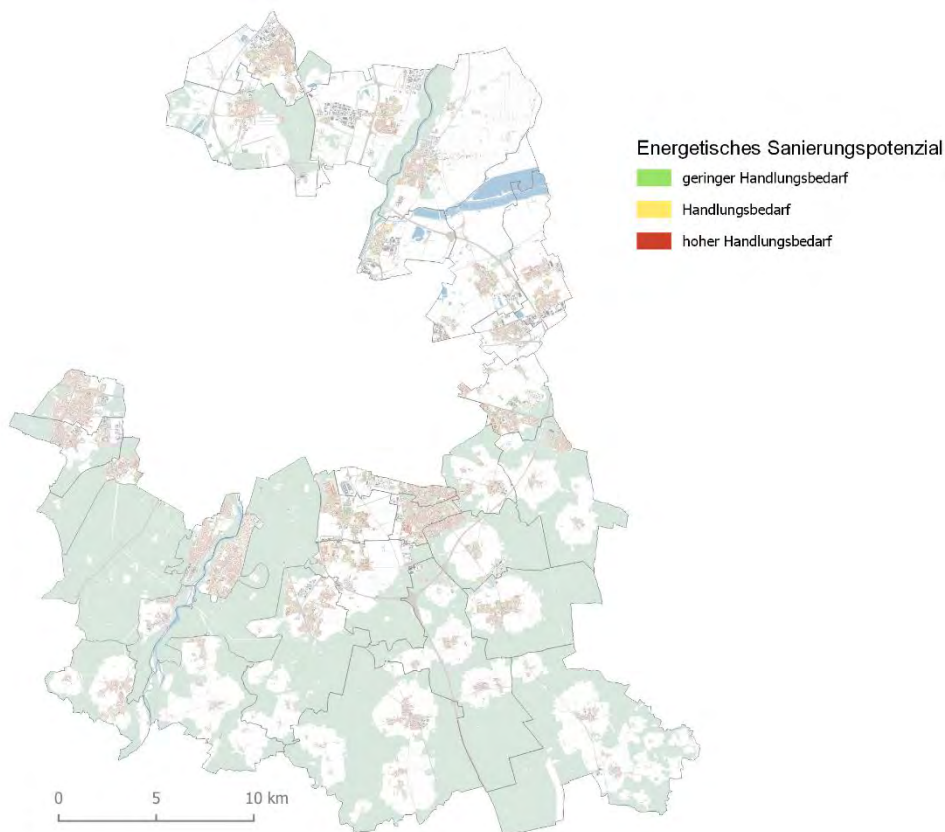 Energetisches Sanierungspotenzial
geringer Handlungsbedarf
Handlungsbedarf
hoher Handlungsbedarf
0 5 10 km